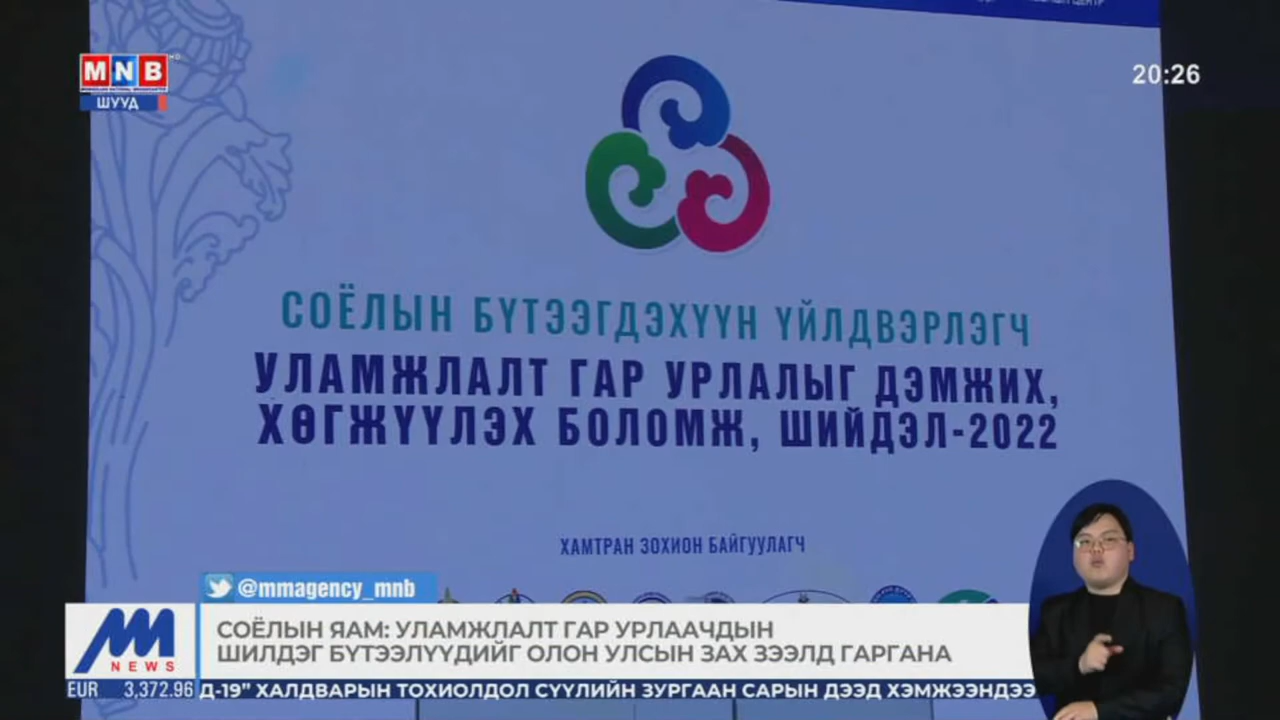 MNB
ШУУД
20:26
СОЁЛЫН БҮТЭЭГДЭХҮҮН ҮЙЛДВЭРЛЭГЧ
УЛАМЖЛАЛТ ГАР УРЛАЛЫГ ДЭМЖИХ,
ХӨГЖҮҮЛЭХ БОЛОМЖ, ШИЙДЭЛ-2022
ХАМТРАН ЗОХИОН БАЙГУУЛАГЧ
@mmagency_mnb
MM NEWS
СОЁЛЫН ЯАМ: УЛАМЖЛАЛТ ГАР УРЛААЧДЫН
ШИЛДЭГ БҮТЭЭЛҮҮДИЙГ ОЛОН УЛСЫН ЗАХ ЗЭЭЛД ГАРГАНА
EUR 3,372.96 Д-19" ХАЛДВАРЫН ТОХИОЛДОЛ СҮҮЛИЙН ЗУРГААН САРЫН ДЭЭД ХЭМЖЭЭНДЭЭ